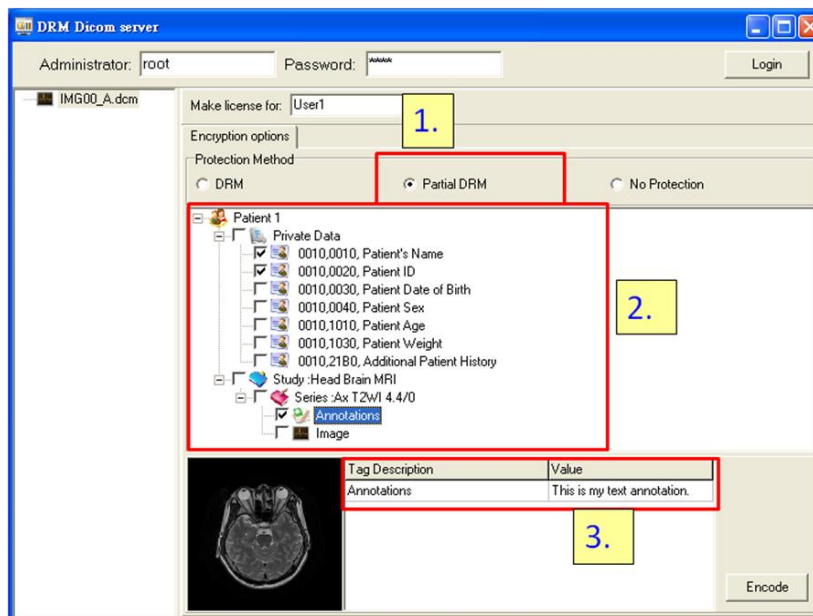 DRM Dicom server
Administrator: root Password: **** Login
IMG00_A.dcm
Make license for: User1
1.
Encryption options
Protection Method
DRM Partial DRM No Protection
Patient 1
Private Data
0010,0010, Patient's Name
0010,0020, Patient ID
0010,0030, Patient Date of Birth
0010,0040, Patient Sex
0010,1010, Patient Age
0010,1030, Patient Weight
0010,21B0, Additional Patient History
2.
Study :Head Brain MRI
Series :Ax T2WI 4.4/0
Annotations
Image
Tag Description Value
Annotations This is my text annotation.
3.
Encode